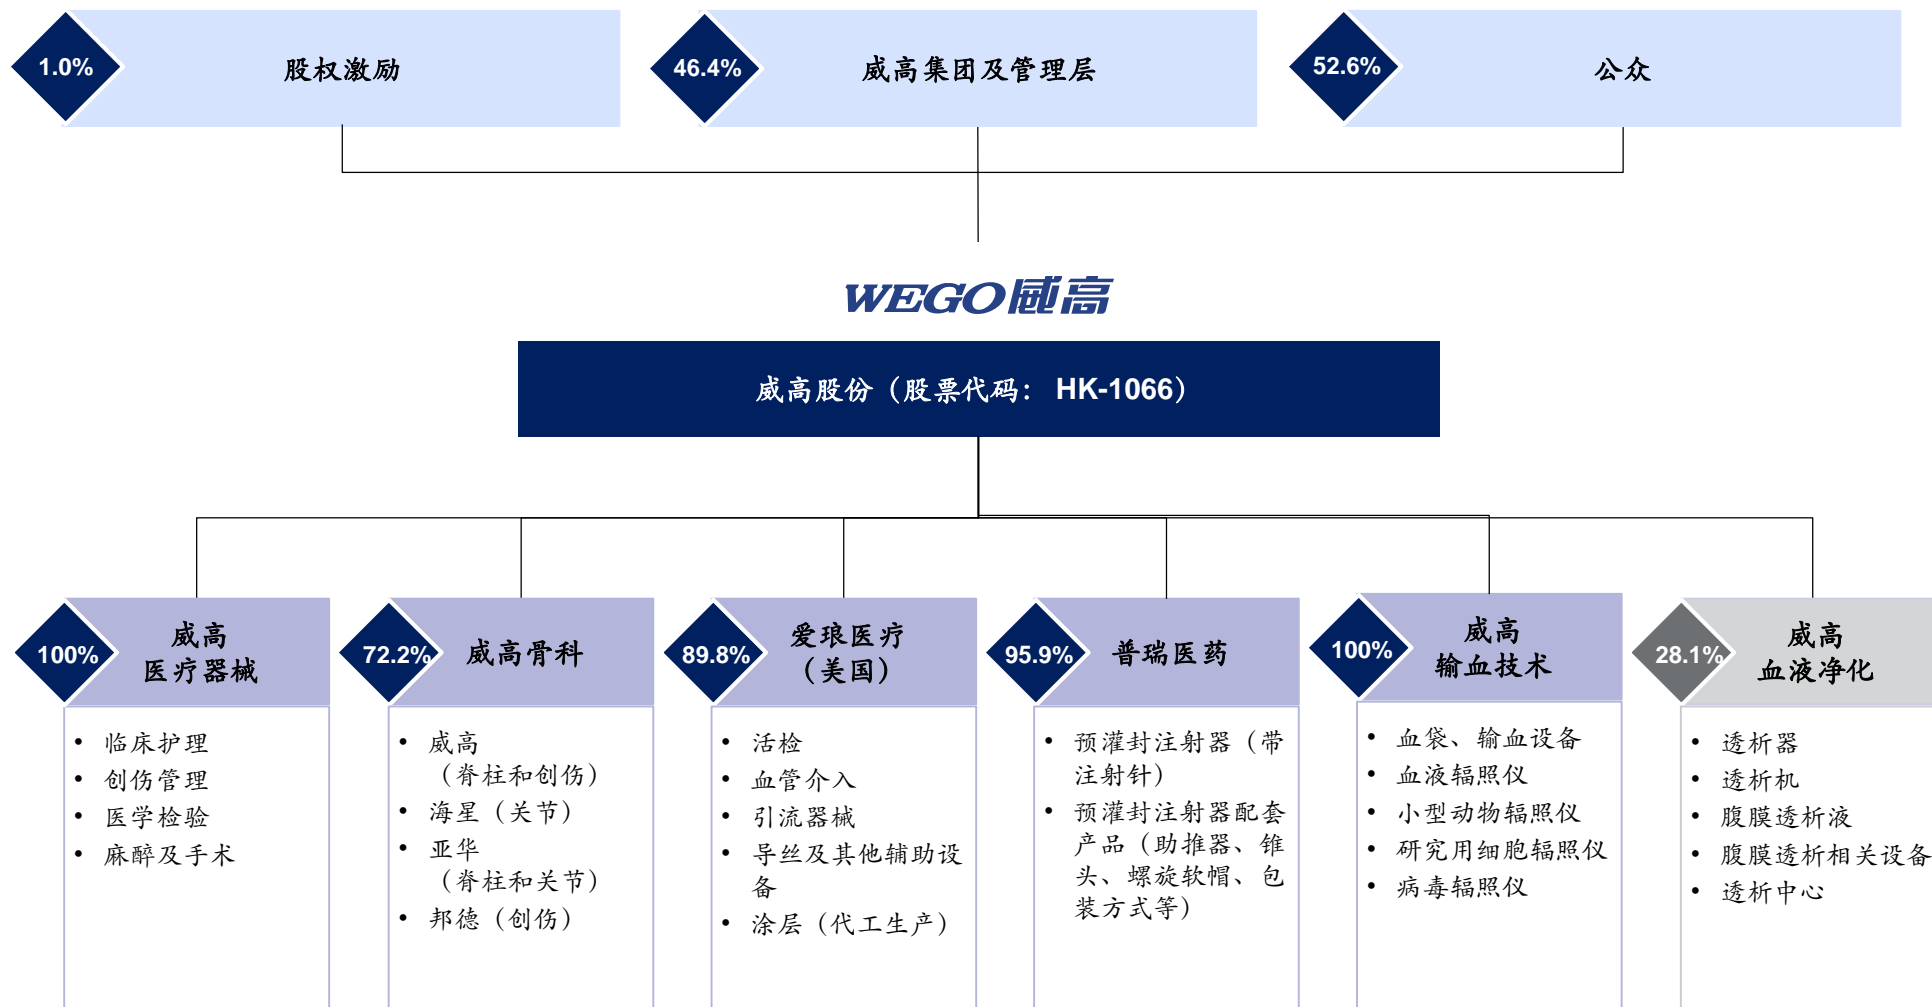 1.0%
股权激励
46.4%
威高集团及管理层
52.6%
公众
WEGO威高
威高股份（股票代码： HK-1066）
100%
威高
医疗器械
• 临床护理
• 创伤管理
• 医学检验
• 麻醉及手术
72.2%
威高骨科
• 威高
（脊柱和创伤）
• 海星（关节）
• 亚华
（脊柱和关节）
• 邦德（创伤）
89.8%
爱琅医疗
（美国）
• 活检
• 血管介入
• 引流器械
• 导丝及其他辅助设
备
• 涂层（代工生产）
95.9%
普瑞医药
• 预灌封注射器（带
注射针）
• 预灌封注射器配套
产品（助推器、锥
头、螺旋软帽、包
装方式等）
100%
威高
输血技术
• 血袋、输血设备
• 血液辐照仪
• 小型动物辐照仪
• 研究用细胞辐照仪
• 病毒辐照仪
28.1%
威高
血液净化
• 透析器
• 透析机
• 腹膜透析液
• 腹膜透析相关设备
• 透析中心